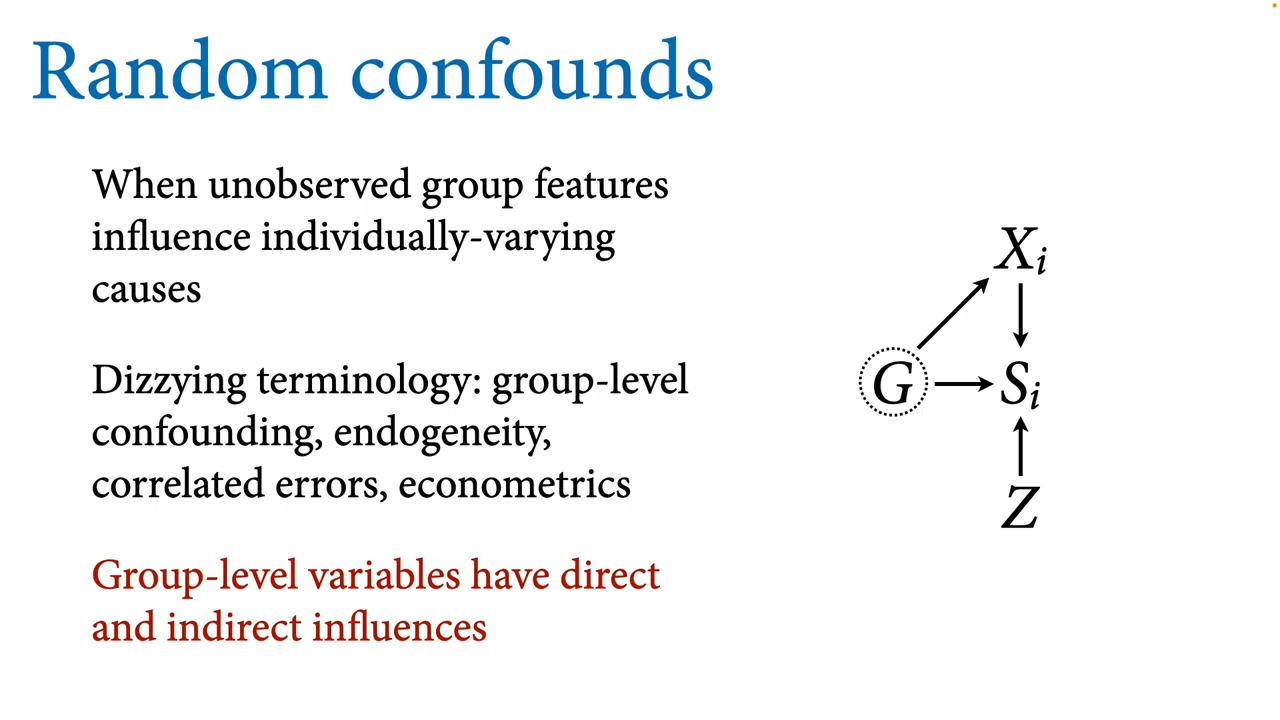 Random confounds
When unobserved group features
influence individually-varying
causes
Dizzying terminology: group-level
confounding, endogeneity,
correlated errors, econometrics
Group-level variables have direct
and indirect influences
Xᵢ
G Sᵢ
Z